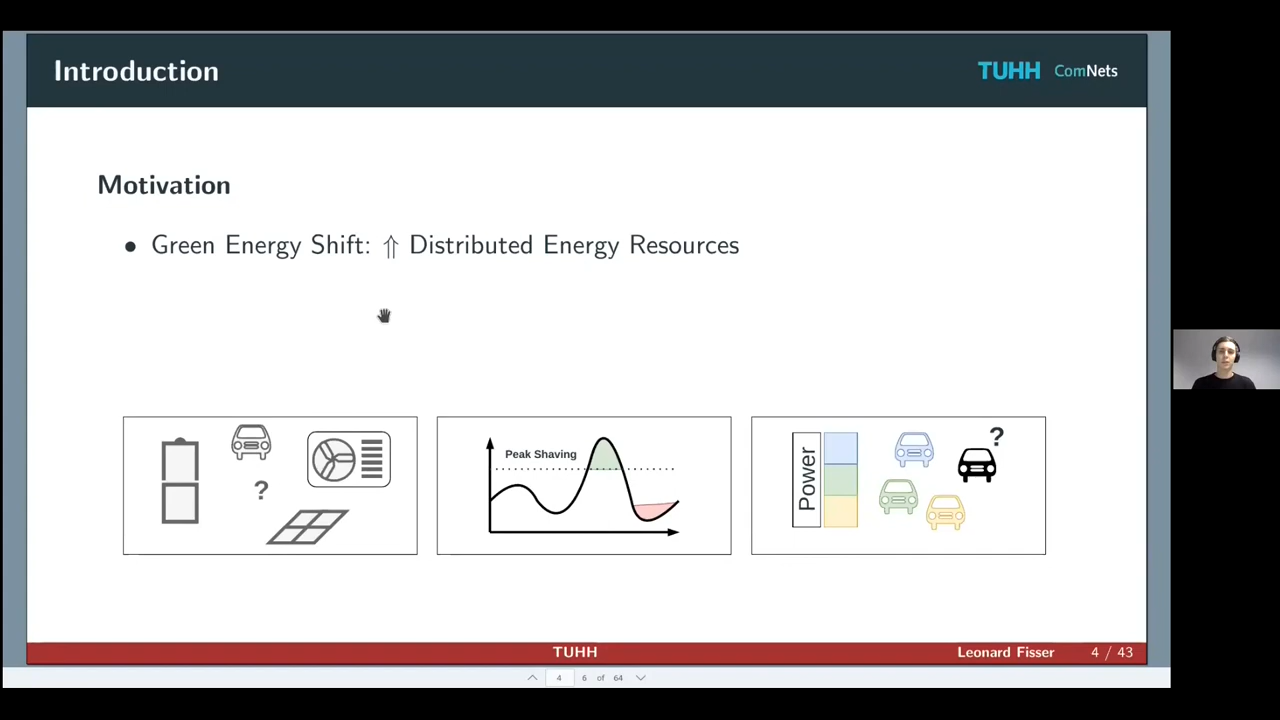 Introduction
TUHH ComNets
Motivation
• Green Energy Shift: ⇑ Distributed Energy Resources
?
Peak Shaving
Power
?
TUHH
Leonard Fisser 4 / 43
4 6 of 64